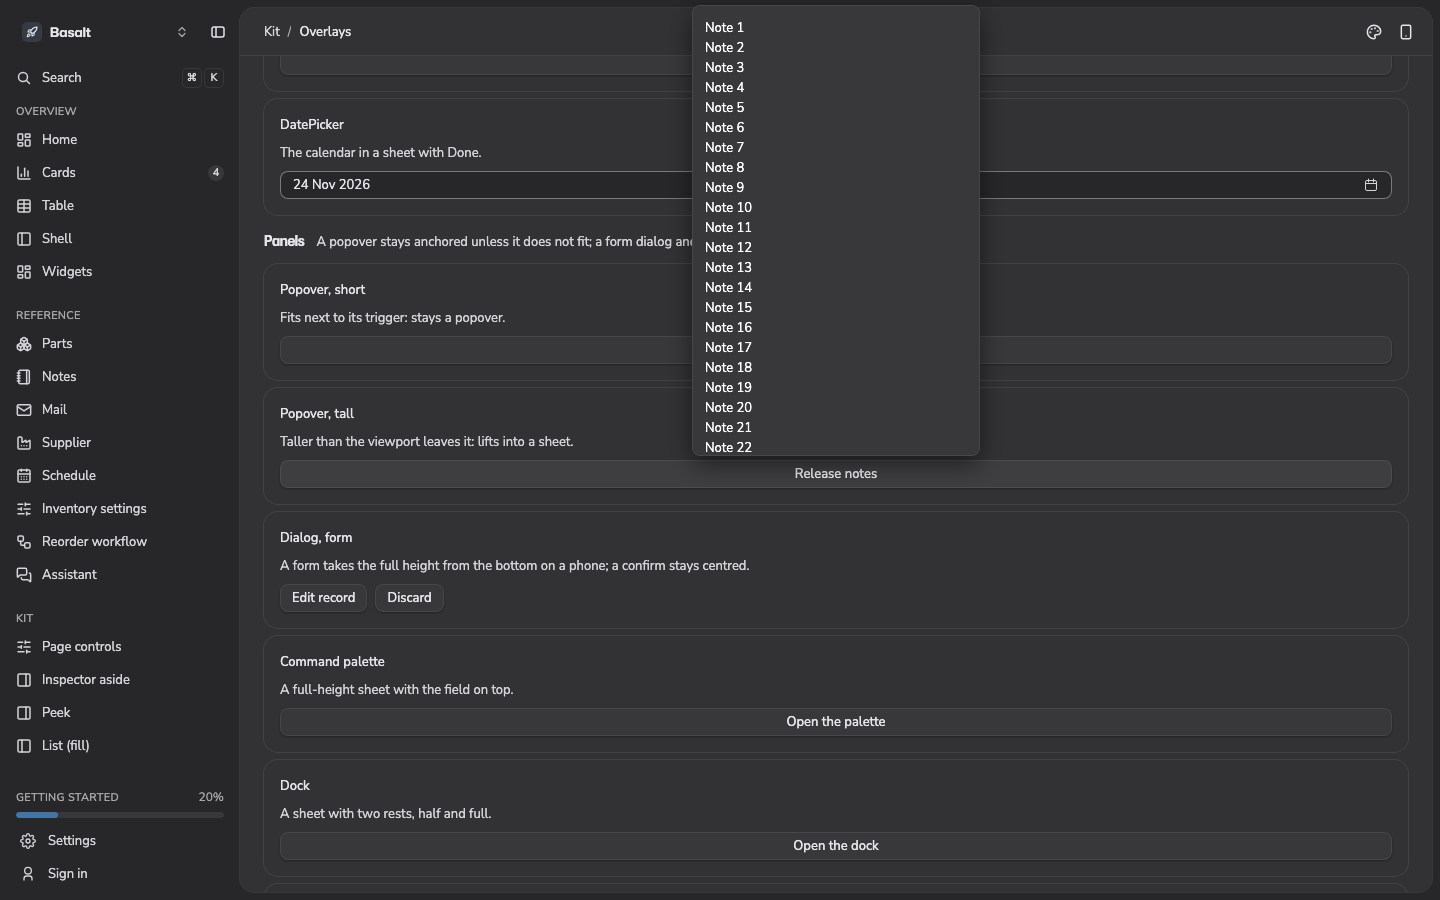 Basalt
Search
⌘ K
OVERVIEW
Home
Cards 4
Table
Shell
Widgets
REFERENCE
Parts
Notes
Mail
Supplier
Schedule
Inventory settings
Reorder workflow
Assistant
KIT
Page controls
Inspector aside
Peek
List (fill)
GETTING STARTED 20%
Settings
Sign in
Kit / Overlays
DatePicker
The calendar in a sheet with Done.
24 Nov 2026
Panels A popover stays anchored unless it does not fit; a form dialog
Popover, short
Fits next to its trigger: stays a popover.
Popover, tall
Taller than the viewport leaves it: lifts into a sheet.
Release notes
Note 1
Note 2
Note 3
Note 4
Note 5
Note 6
Note 7
Note 8
Note 9
Note 10
Note 11
Note 12
Note 13
Note 14
Note 15
Note 16
Note 17
Note 18
Note 19
Note 20
Note 21
Note 22
Dialog, form
A form takes the full height from the bottom on a phone; a confirm stays centred.
Edit record Discard
Command palette
A full-height sheet with the field on top.
Open the palette
Dock
A sheet with two rests, half and full.
Open the dock